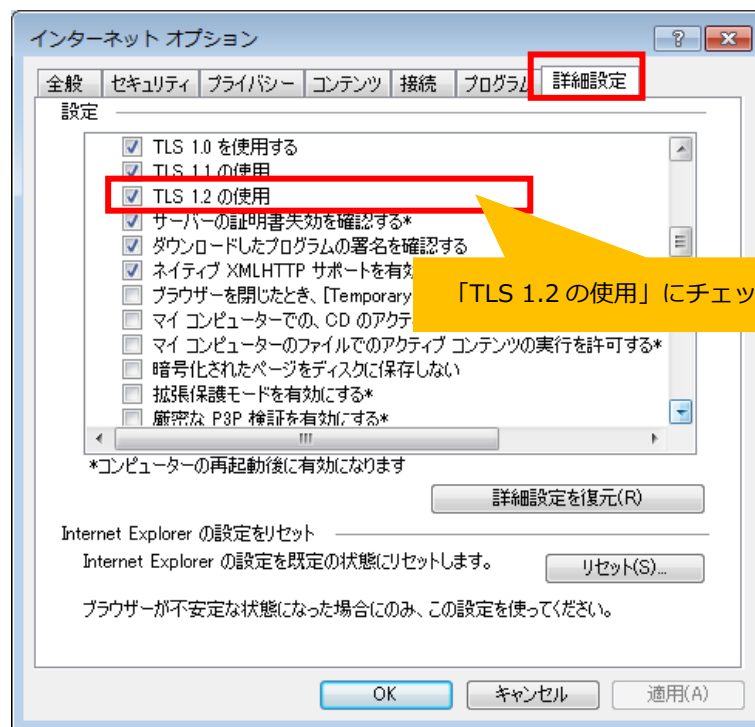 インターネット オプション
全般 セキュリティ プライバシー コンテンツ 接続 プログラム 詳細設定
設定
TLS 1.0 を使用する
TLS 1.1 の使用
TLS 1.2 の使用
サーバーの証明書失効を確認する*
ダウンロードしたプログラムの署名を確認する
ネイティブ XMLHTTP サポートを有効
「TLS 1.2 の使用」にチェッ
ブラウザーを閉じたとき、[Temporary
マイ コンピューターでの、CD のアクテ
マイ コンピューターのファイルでのアクティブ コンテンツの実行を許可する*
暗号化されたページをディスクに保存しない
拡張保護モードを有効にする*
厳密な P3P 検証を有効にする*
*コンピューターの再起動後に有効になります
詳細設定を復元(R)
Internet Explorer の設定をリセット
Internet Explorer の設定を既定の状態にリセットします。
リセット(S)...
ブラウザーが不安定な状態になった場合にのみ、この設定を使ってください。
OK キャンセル 適用(A)